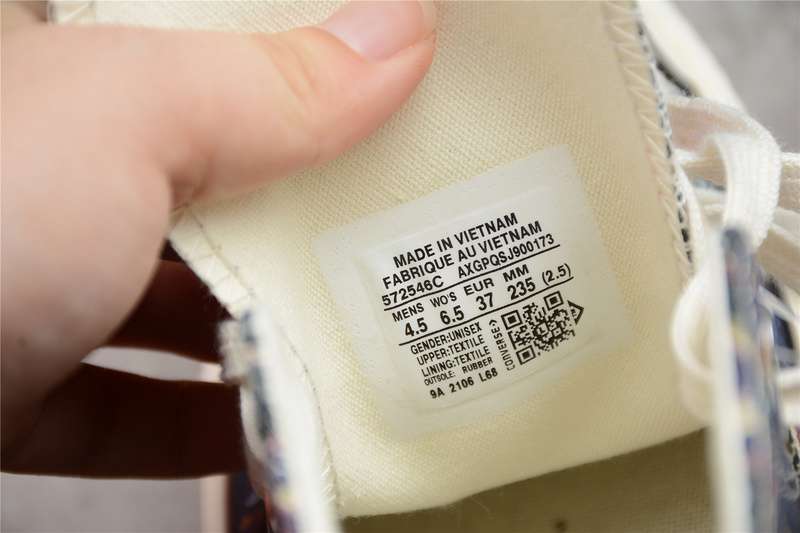 MADE IN VIETNAM
FABRIQUE AU VIETNAM
572546C AXGPQSJ900173
MENS WO'S EUR MM
4.5 6.5 37 235 (2.5)
GENDER:UNISEX
UPPER:TEXTILE
LINING:TEXTILE
OUTSOLE: RUBBER
9A 2106 L68
CONVERSE